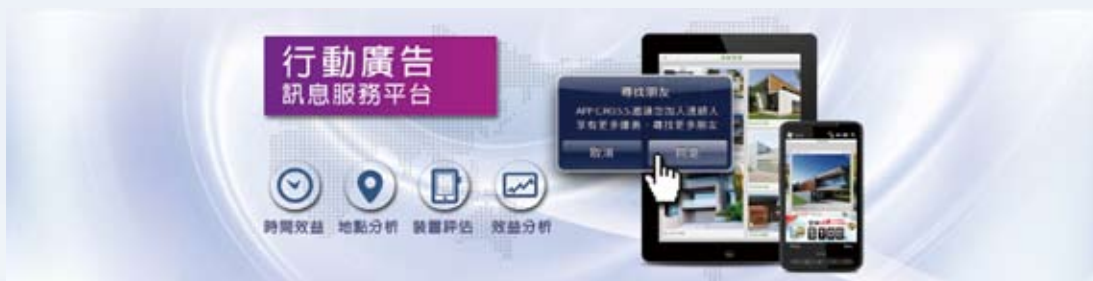 行動廣告
訊息服務平台
時間效益
地點分析
裝置評估
效益分析
尋找朋友
APP CROSS邀請您加入連絡人
享有更多優惠，尋找更多朋友
取消
同意